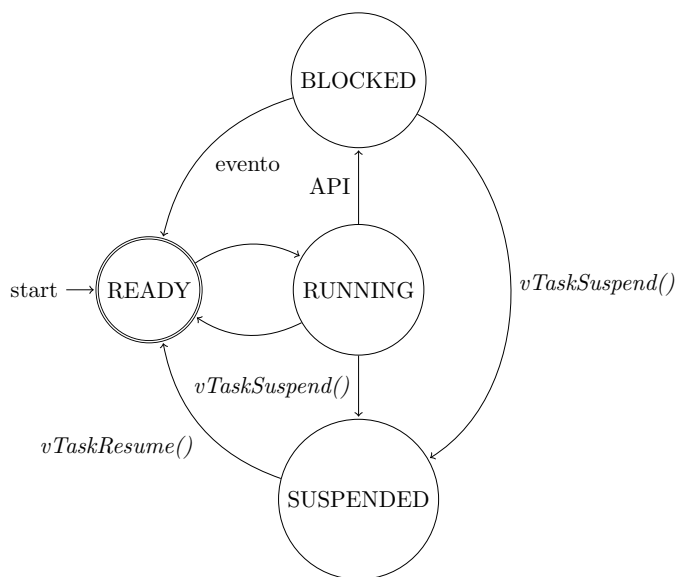 BLOCKED
evento
API
vTaskSuspend()
start
READY
RUNNING
vTaskSuspend()
vTaskResume()
SUSPENDED